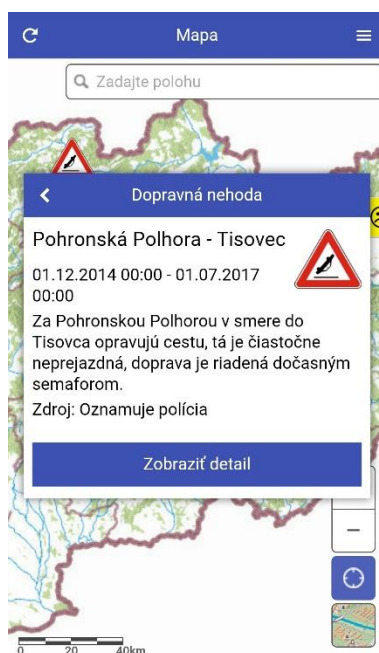 Mapa
Zadajte polohu
Dopravná nehoda
Pohronská Polhora - Tisovec
01.12.2014 00:00 - 01.07.2017
00:00
Za Pohronskou Polhorou v smere do
Tisovca opravujú cestu, tá je čiastočne
neprejazdná, doprava je riadená dočasným
semaforom.
Zdroj: Oznamuje polícia
Zobraziť detail
0 20 40km